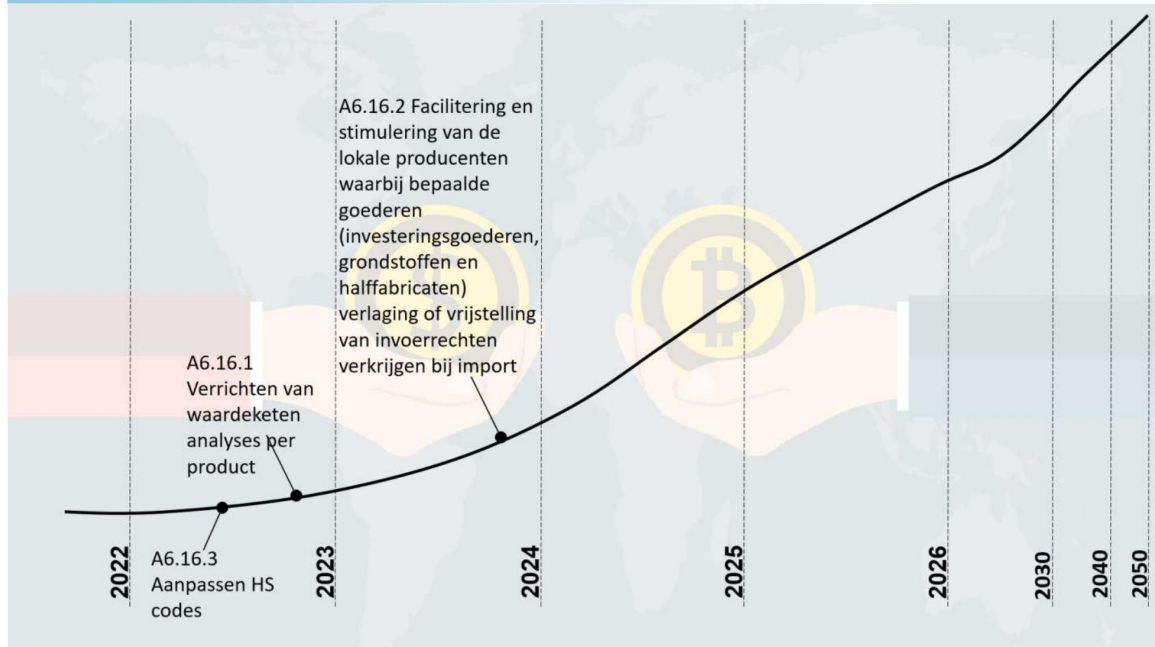 A6.16.2 Facilitering en
stimulering van de
lokale producenten
waarbij bepaalde
goederen
(investeringsgoederen,
grondstoffen en
halffabricaten)
verlaging of vrijstelling
van invoerrechten
verkrijgen bij import
A6.16.1
Verrichten van
waardeketen
analyses per
product
A6.16.3
Aanpassen HS
codes
2022
2023
2024
2025
2026
2030
2040
2050